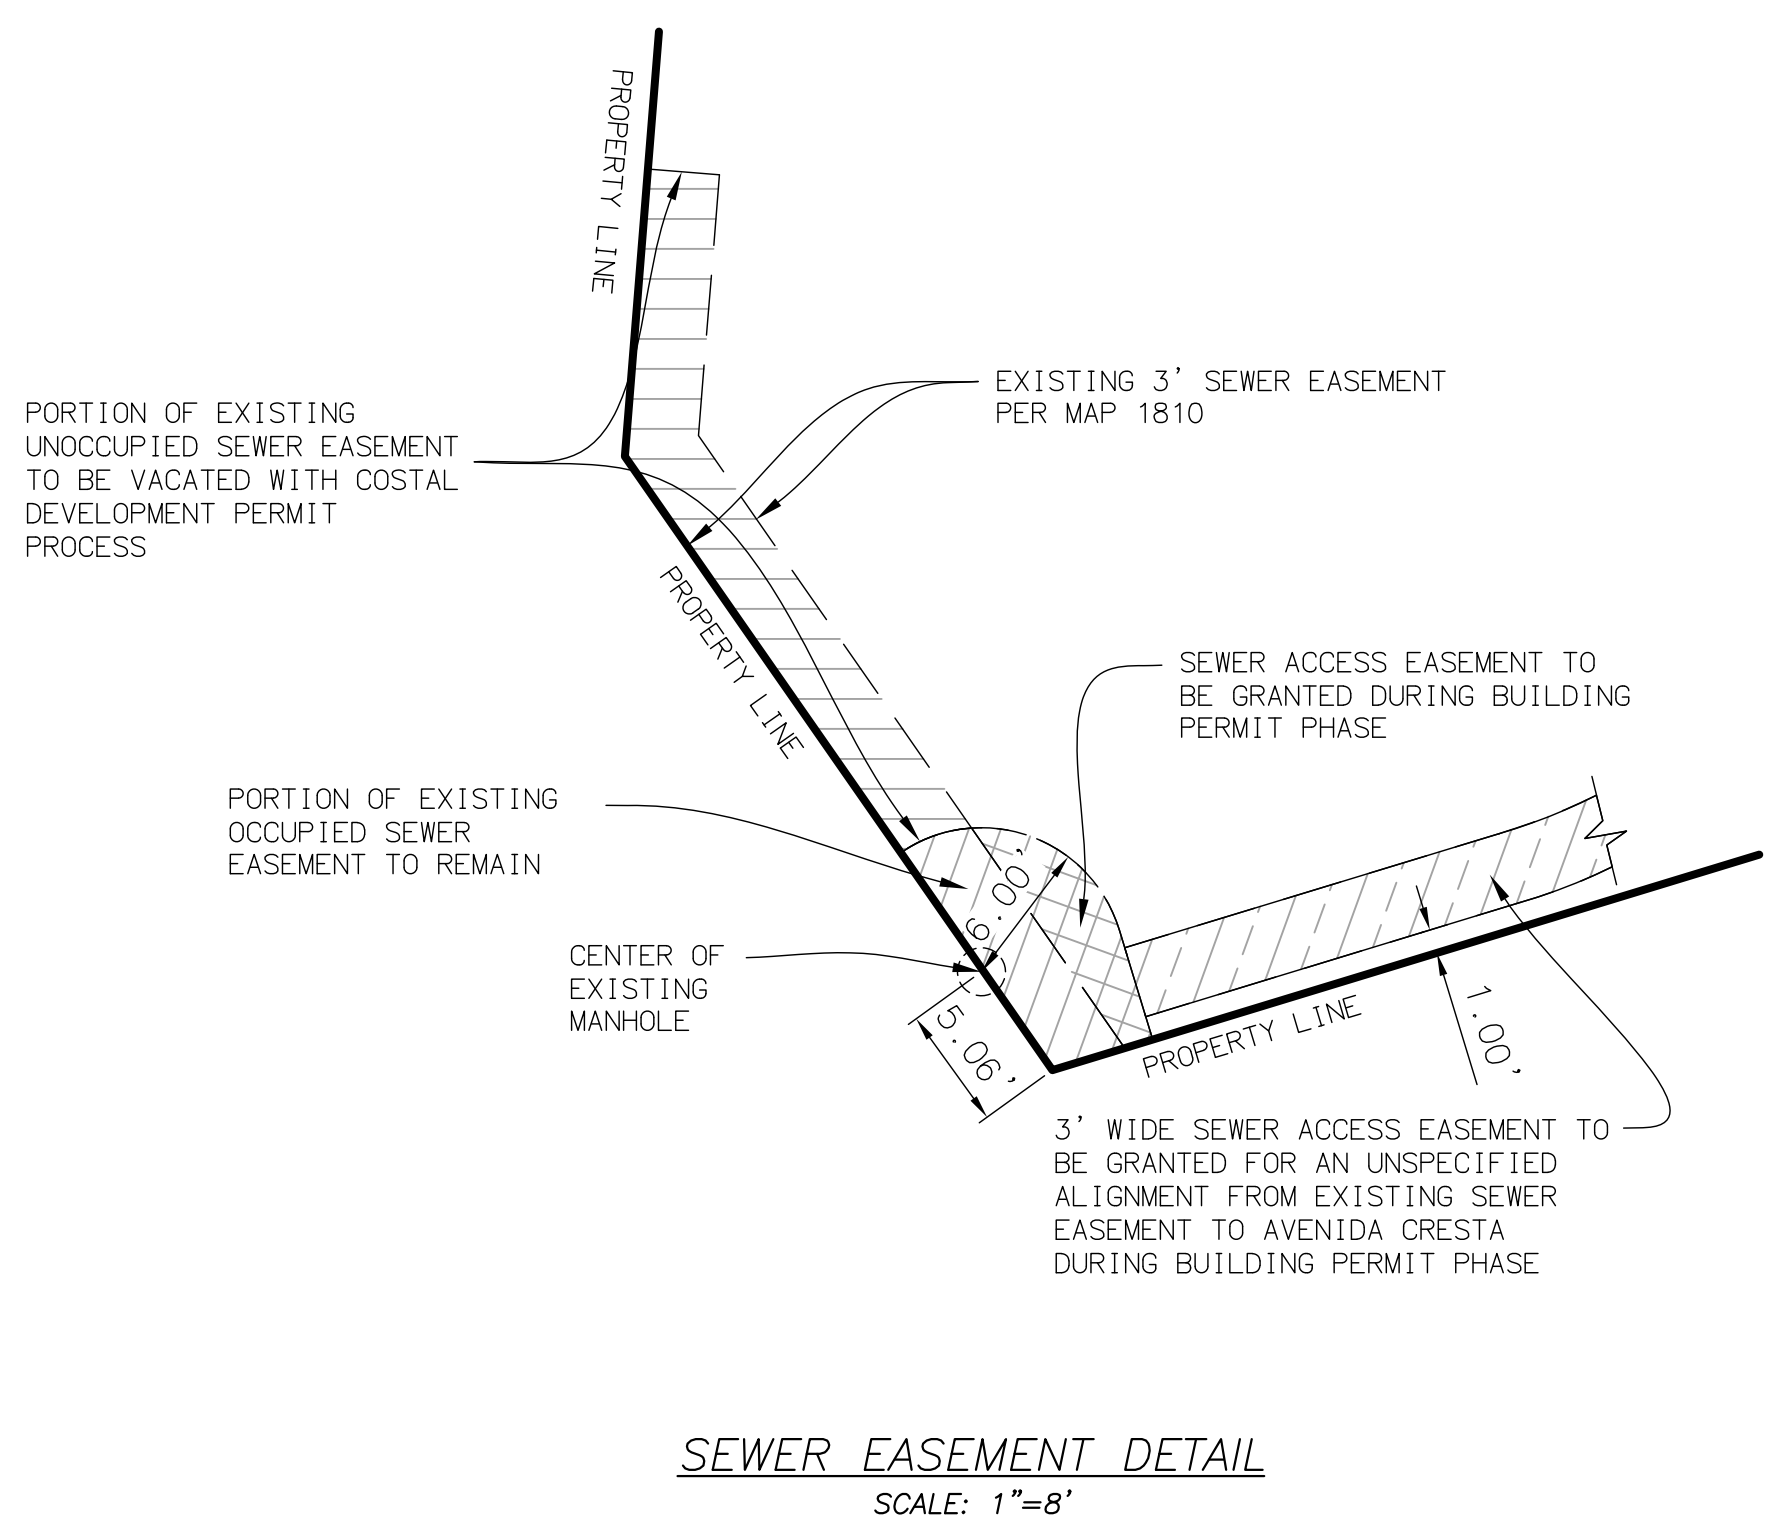 PROPERTY LINE
EXISTING 3' SEWER EASEMENT
PER MAP 1810
PORTION OF EXISTING
UNOCCUPIED SEWER EASEMENT
TO BE VACATED WITH COSTAL
DEVELOPMENT PERMIT
PROCESS
PROPERTY LINE
SEWER ACCESS EASEMENT TO
BE GRANTED DURING BUILDING
PERMIT PHASE
PORTION OF EXISTING
OCCUPIED SEWER
EASEMENT TO REMAIN
6.00'
CENTER OF
EXISTING
MANHOLE
5.06'
PROPERTY LINE
1.00'
3' WIDE SEWER ACCESS EASEMENT TO
BE GRANTED FOR AN UNSPECIFIED
ALIGNMENT FROM EXISTING SEWER
EASEMENT TO AVENIDA CRESTA
DURING BUILDING PERMIT PHASE
SEWER EASEMENT DETAIL
SCALE: 1"=8'